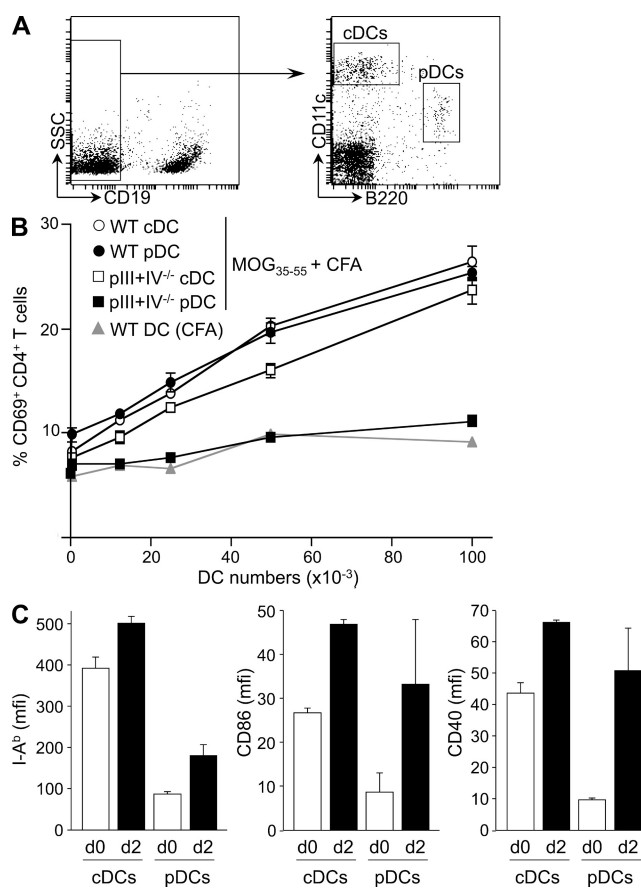 A
SSC
CD19
cDCs
pDCs
CD11c
B220
B
30
20
10
% CD69+ CD4+ T cells
WT cDC
WT pDC
pIII+IV-/- cDC
pIII+IV-/- pDC
WT DC (CFA)
MOG35-55 + CFA
0 20 40 60 80 100
DC numbers (x10-3)
C
I-Ab (mfi)
500
400
300
200
100
0
d0 d2 d0 d2
cDCs pDCs
CD86 (mfi)
50
40
30
20
10
0
d0 d2 d0 d2
cDCs pDCs
CD40 (mfi)
70
60
50
40
30
20
10
0
d0 d2 d0 d2
cDCs pDCs